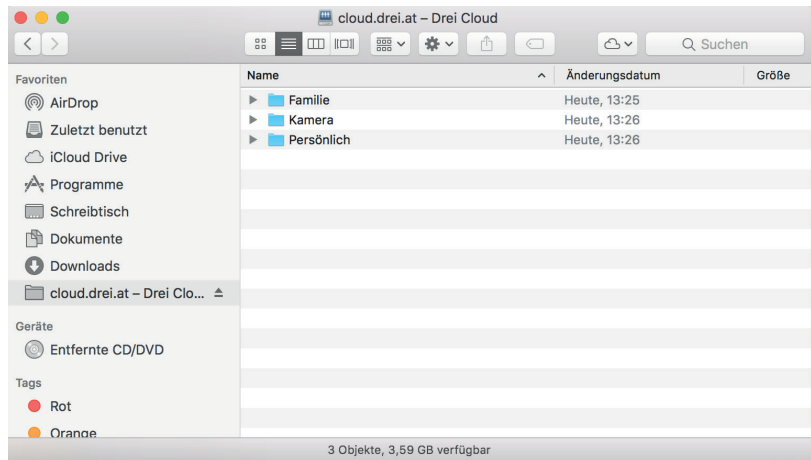 cloud.drei.at – Drei Cloud
Suchen
Favoriten
AirDrop
Zuletzt benutzt
iCloud Drive
Programme
Schreibtisch
Dokumente
Downloads
cloud.drei.at – Drei Clo...
Geräte
Entfernte CD/DVD
Tags
Rot
Orange
Name Änderungsdatum Größe
Familie Heute, 13:25
Kamera Heute, 13:26
Persönlich Heute, 13:26
3 Objekte, 3,59 GB verfügbar